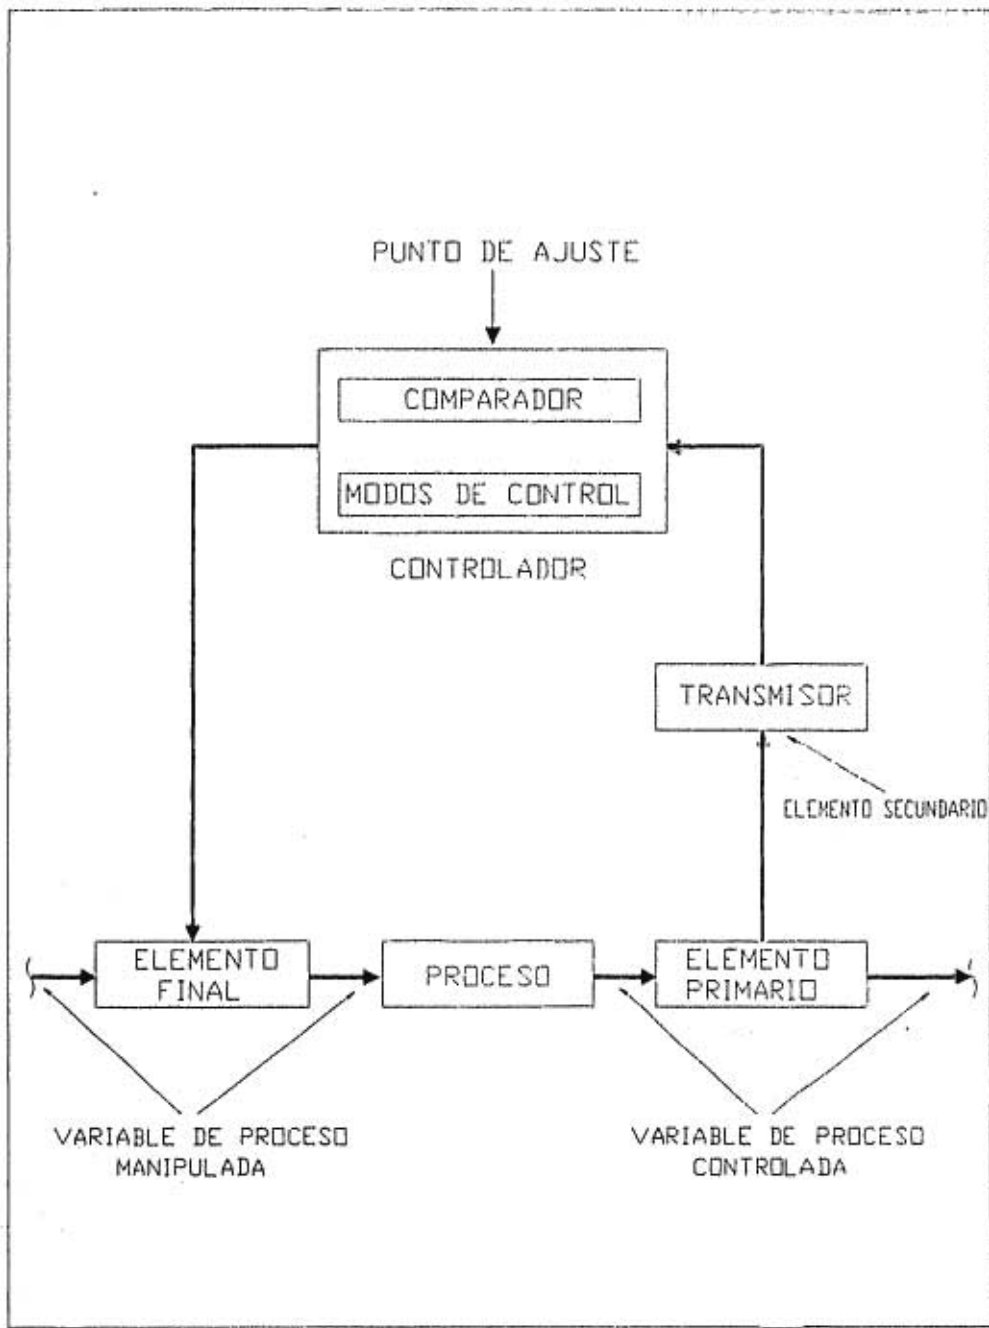 PUNTO DE AJUSTE
COMPARADOR
MODOS DE CONTROL
CONTROLADOR
TRANSMISOR
ELEMENTO SECUNDARIO
ELEMENTO
FINAL
PROCESO
ELEMENTO
PRIMARIO
VARIABLE DE PROCESO
MANIPULADA
VARIABLE DE PROCESO
CONTROLADA